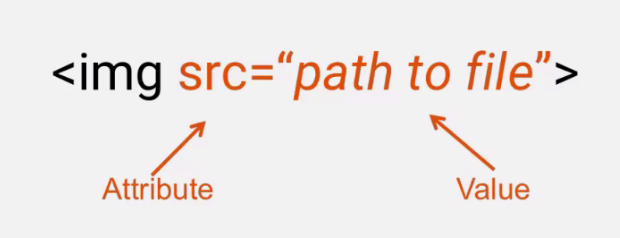 <img src=“path to file”>
Attribute
Value